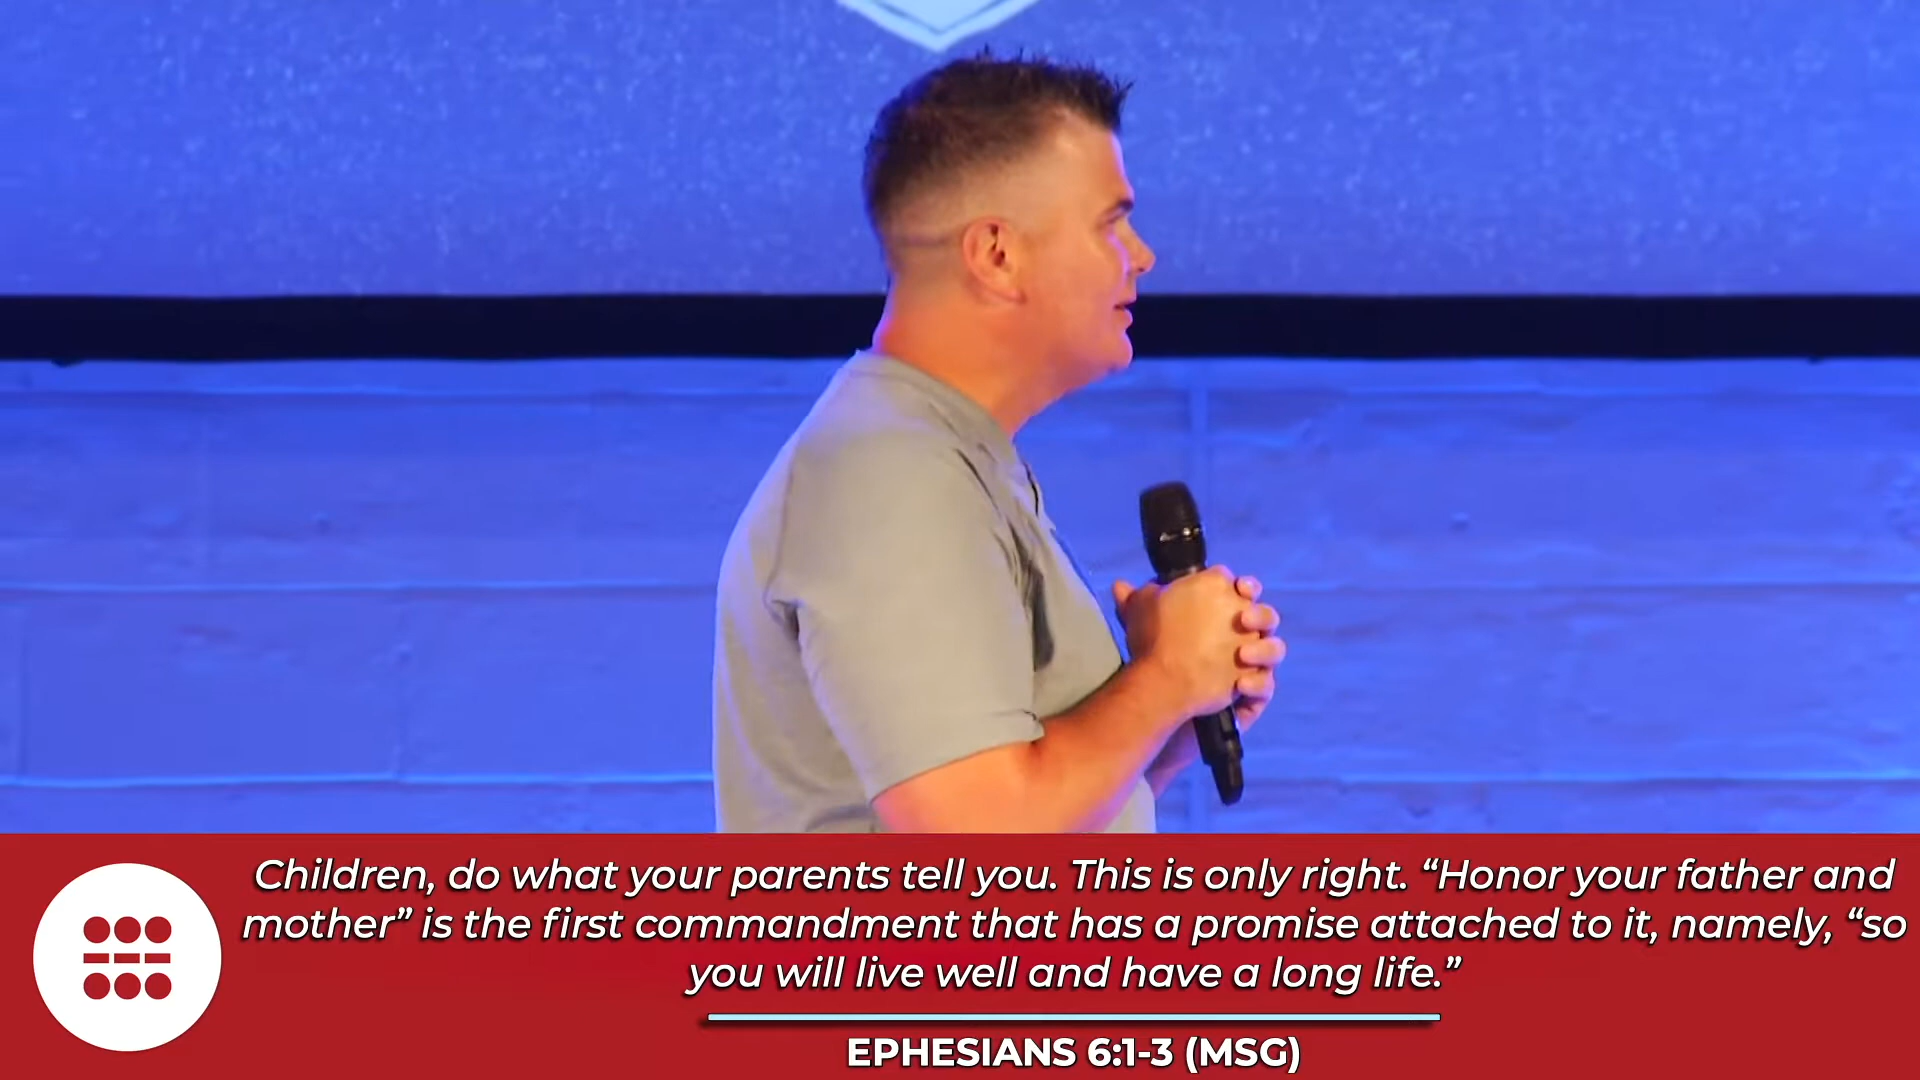 Children, do what your parents tell you. This is only right. “Honor your father and
mother” is the first commandment that has a promise attached to it, namely, “so
you will live well and have a long life.”
EPHESIANS 6:1-3 (MSG)